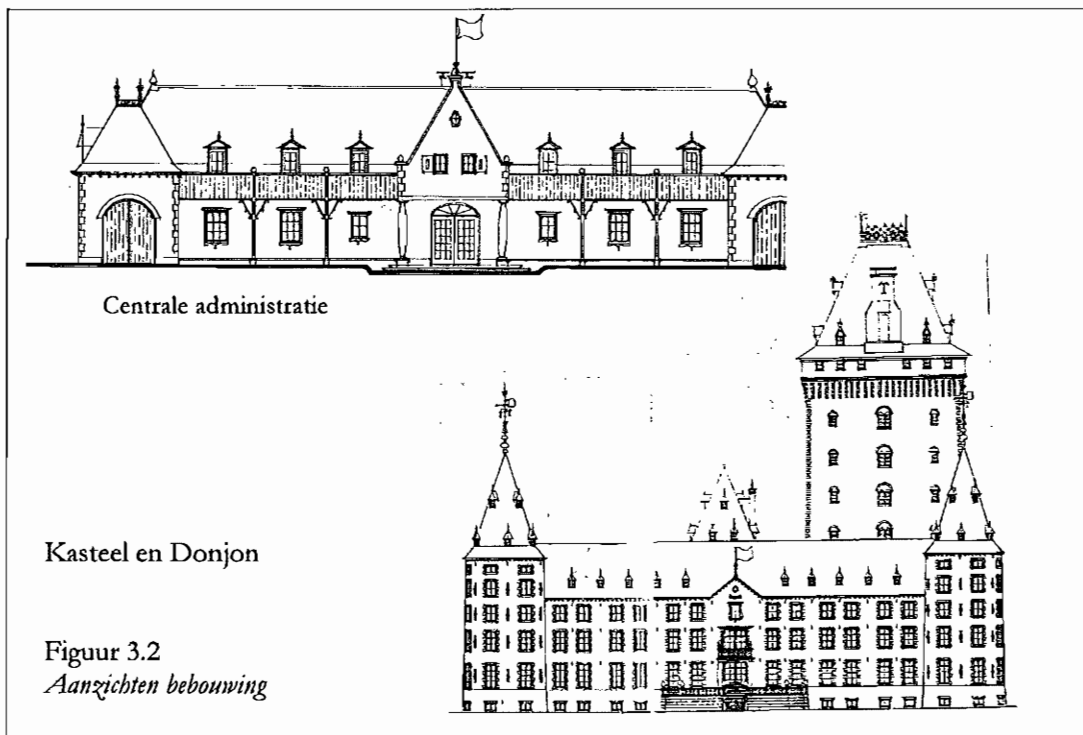 Centrale administratie
Kasteel en Donjon
Figuur 3.2
Aanzichten bebouwing